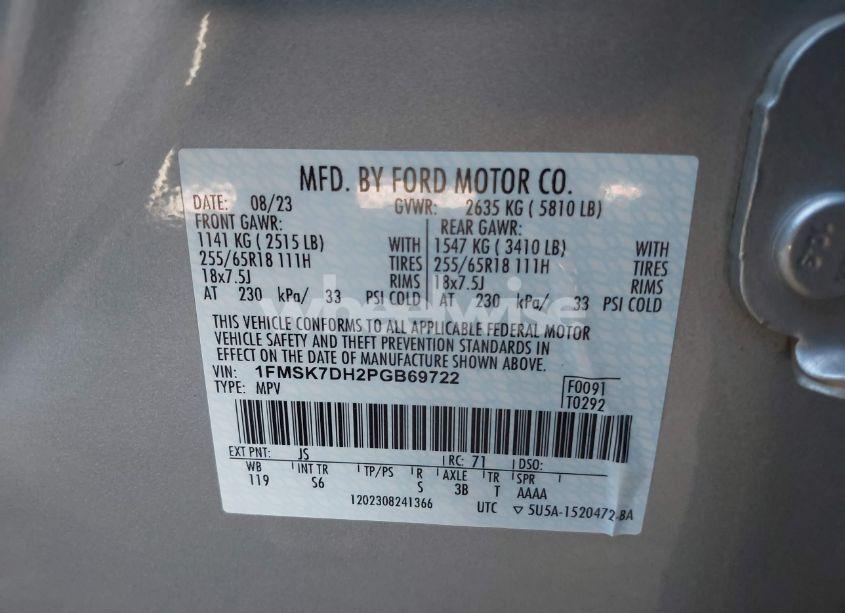 MFD. BY FORD MOTOR CO.
DATE: 08/23 GVWR: 2635 KG ( 5810 LB)
FRONT GAWR: REAR GAWR:
1141 KG ( 2515 LB) WITH 1547 KG ( 3410 LB) WITH
255/65R18 111H TIRES 255/65R18 111H TIRES
18x7.5J RIMS 18x7.5J RIMS
AT 230 kPa/ 33 PSI COLD AT 230 kPa/ 33 PSI COLD
wheelwise
THIS VEHICLE CONFORMS TO ALL APPLICABLE FEDERAL MOTOR
VEHICLE SAFETY AND THEFT PREVENTION STANDARDS IN
EFFECT ON THE DATE OF MANUFACTURE SHOWN ABOVE.
VIN: 1FMSK7DH2PGB69722
TYPE: MPV
F0091
T0292
EXT PNT: JS RC: 71 DSO:
WB INT TR TP/PS R AXLE TR SPR
119 S6 S 3B T AAAA
1202308241366 UTC ▽ 5U5A-1520472-BA